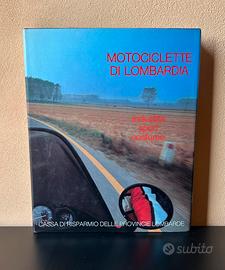 MOTOCICLETTE
DI LOMBARDIA
industria
sport
costume
CASSA DI RISPARMIO DELLE PROVINCIE LOMBARDE
subito